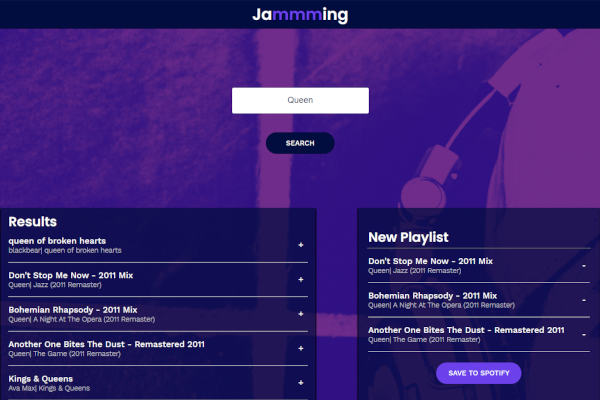 Jammming
Queen
SEARCH
Results
queen of broken hearts
blackbear| queen of broken hearts
+
Don't Stop Me Now - 2011 Mix
Queen| Jazz (2011 Remaster)
+
Bohemian Rhapsody - 2011 Mix
Queen| A Night At The Opera (2011 Remaster)
+
Another One Bites The Dust - Remastered 2011
Queen| The Game (2011 Remaster)
+
Kings & Queens
Ava Max| Kings & Queens
+
New Playlist
Don't Stop Me Now - 2011 Mix
Queen| Jazz (2011 Remaster)
-
Bohemian Rhapsody - 2011 Mix
Queen| A Night At The Opera (2011 Remaster)
-
Another One Bites The Dust - Remastered 2011
Queen| The Game (2011 Remaster)
-
SAVE TO SPOTIFY